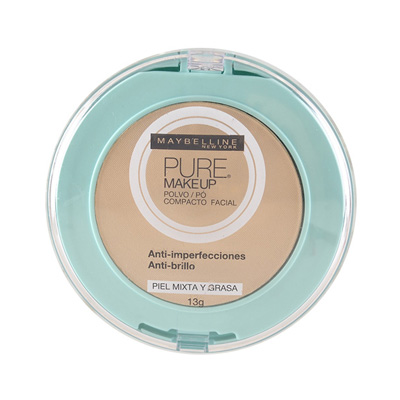 MAYBELLINE
NEW YORK
PURE®
MAKEUP
POLVO / PÓ
COMPACTO FACIAL
Anti-imperfecciones
Anti-brillo
PIEL MIXTA Y GRASA
13g